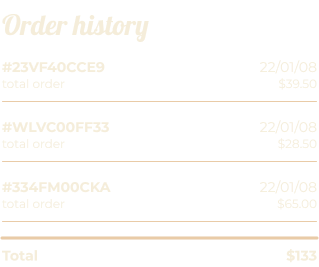 Order history
#23VF40CCE9 22/01/08
total order $39.50
#WLVC00FF33 22/01/08
total order $28.50
#334FM00CKA 22/01/08
total order $65.00
Total $133